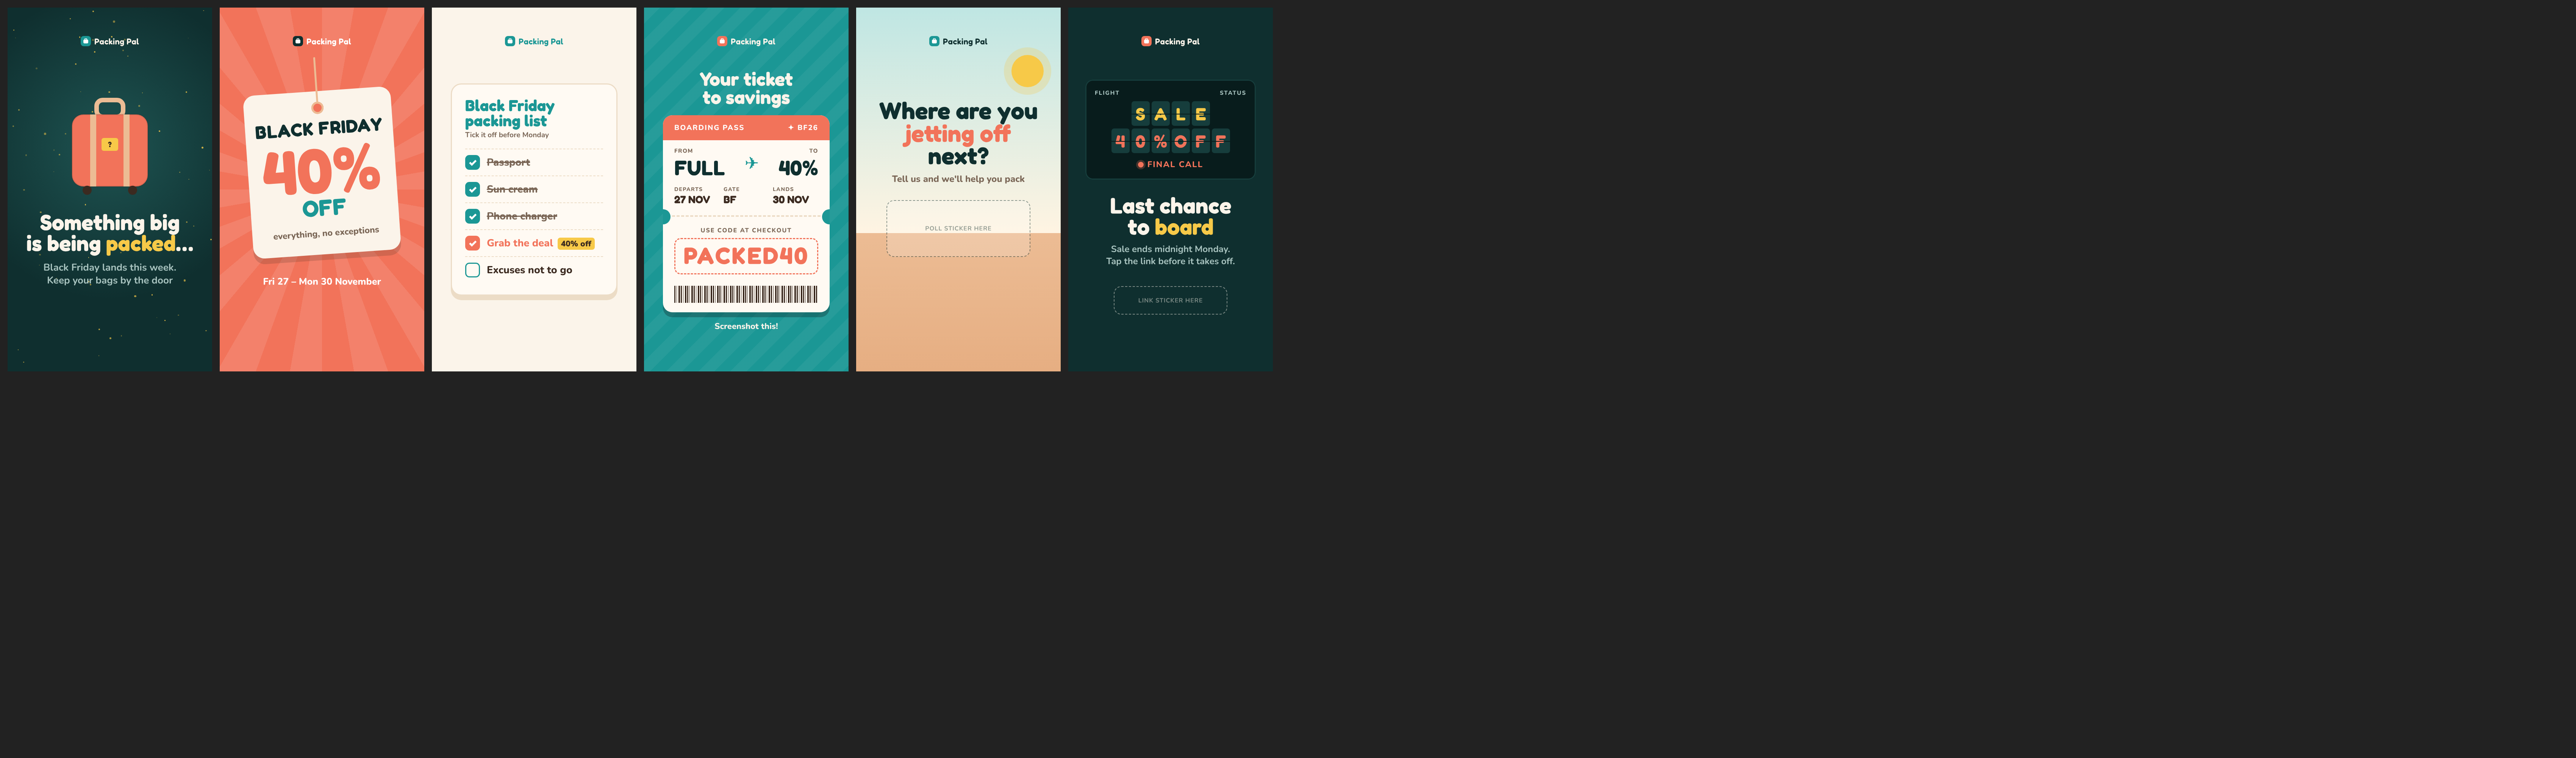 Packing Pal
?
Something big
is being packed...
Black Friday lands this week.
Keep your bags by the door
Packing Pal
BLACK FRIDAY
40%
OFF
everything, no exceptions
Fri 27 – Mon 30 November
Packing Pal
Black Friday
packing list
Tick it off before Monday
Passport
Sun cream
Phone charger
Grab the deal 40% off
Excuses not to go
Packing Pal
Your ticket
to savings
BOARDING PASS ✦ BF26
FROM TO
FULL ✈ 40%
DEPARTS GATE LANDS
27 NOV BF 30 NOV
USE CODE AT CHECKOUT
PACKED40
Screenshot this!
Packing Pal
Where are you
jetting off
next?
Tell us and we'll help you pack
POLL STICKER HERE
Packing Pal
FLIGHT STATUS
SALE
40%OFF
FINAL CALL
Last chance
to board
Sale ends midnight Monday.
Tap the link before it takes off.
LINK STICKER HERE